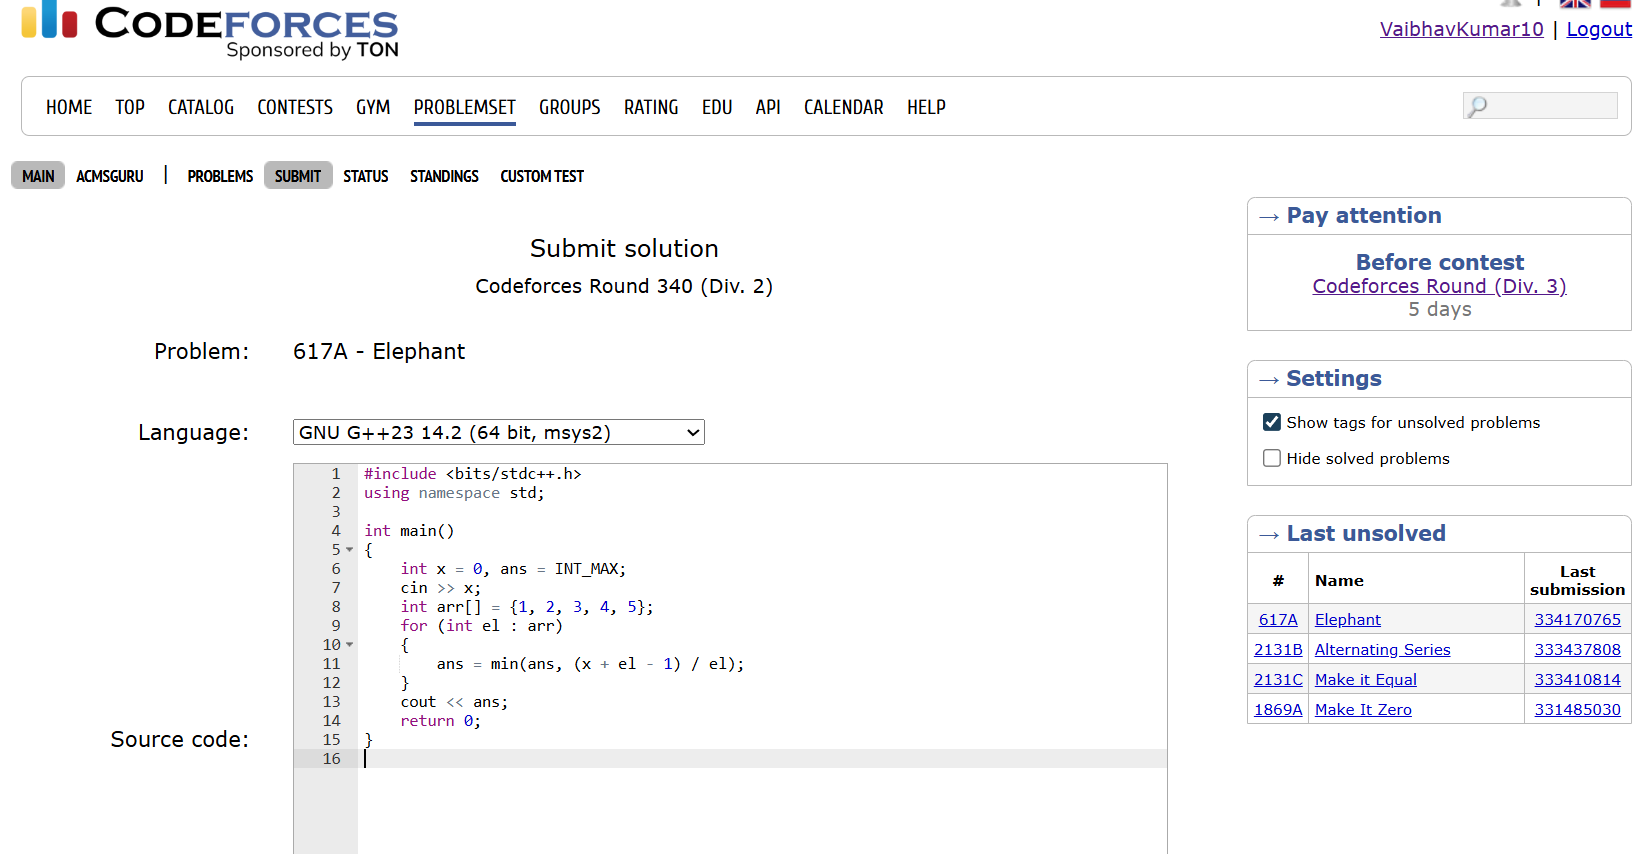 CODEFORCES
Sponsored by TON
VaibhavKumar10 | Logout
HOME TOP CATALOG CONTESTS GYM PROBLEMSET GROUPS RATING EDU API CALENDAR HELP
MAIN ACMSGURU | PROBLEMS SUBMIT STATUS STANDINGS CUSTOM TEST
Submit solution
Codeforces Round 340 (Div. 2)
Problem: 617A - Elephant
Language: GNU G++23 14.2 (64 bit, msys2)
Source code:
1 #include <bits/stdc++.h>
2 using namespace std;
3
4 int main()
5 {
6     int x = 0, ans = INT_MAX;
7     cin >> x;
8     int arr[] = {1, 2, 3, 4, 5};
9     for (int el : arr)
10     {
11         ans = min(ans, (x + el - 1) / el);
12     }
13     cout << ans;
14     return 0;
15 }
16
→ Pay attention
Before contest
Codeforces Round (Div. 3)
5 days
→ Settings
Show tags for unsolved problems
Hide solved problems
→ Last unsolved
# Name Last submission
617A Elephant 334170765
2131B Alternating Series 333437808
2131C Make it Equal 333410814
1869A Make It Zero 331485030